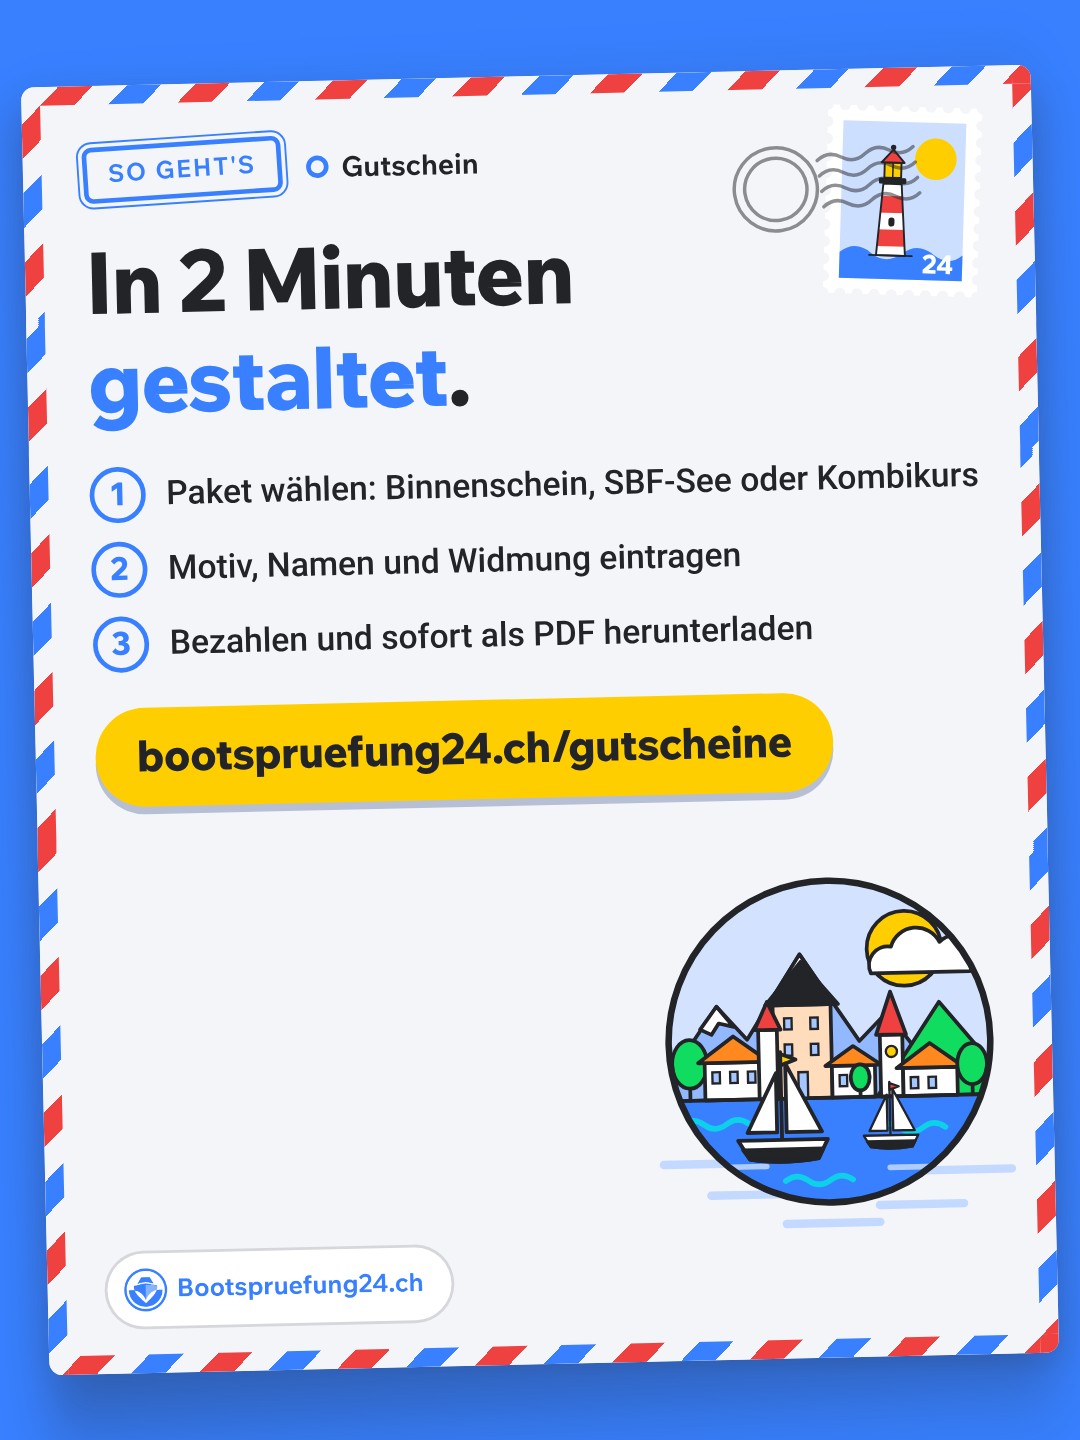 SO GEHT'S
Gutschein
24
In 2 Minuten
gestaltet.
1 Paket wählen: Binnenschein, SBF-See oder Kombikurs
2 Motiv, Namen und Widmung eintragen
3 Bezahlen und sofort als PDF herunterladen
bootspruefung24.ch/gutscheine
Bootspruefung24.ch